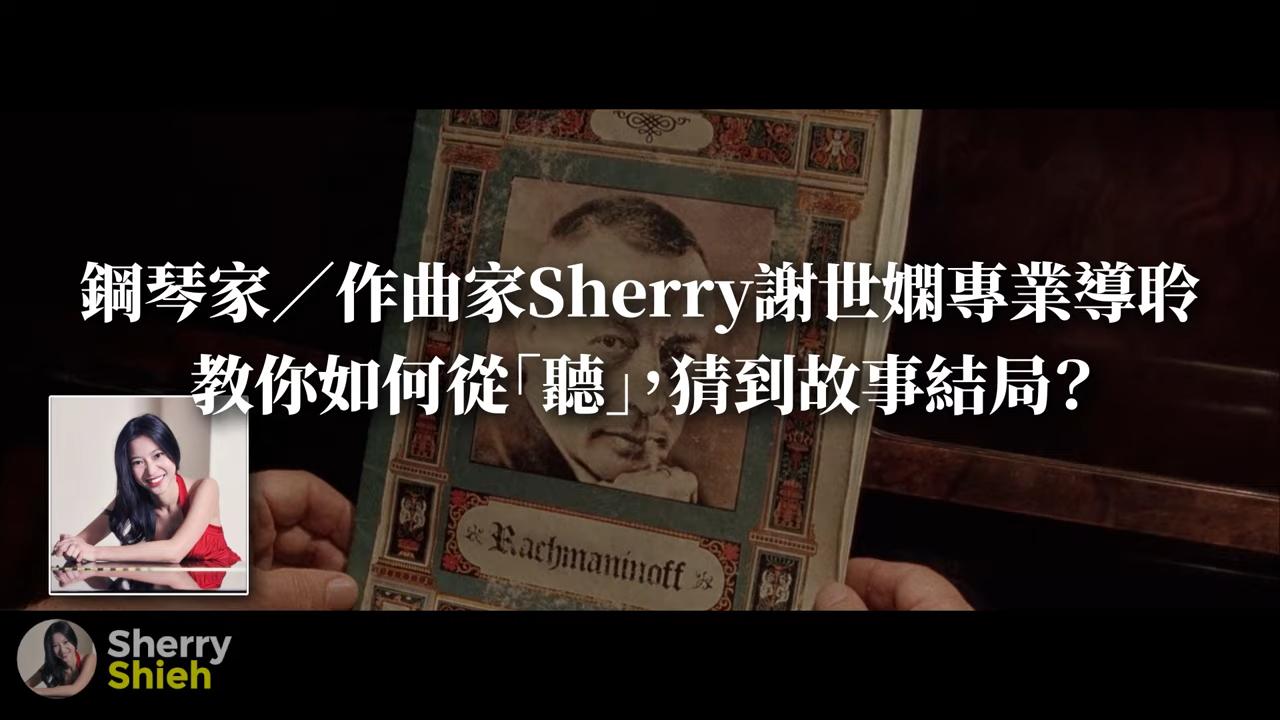 鋼琴家／作曲家Sherry謝世嫻專業導聆
教你如何從「聽」，猜到故事結局？
Rachmaninoff
Sherry
Shieh